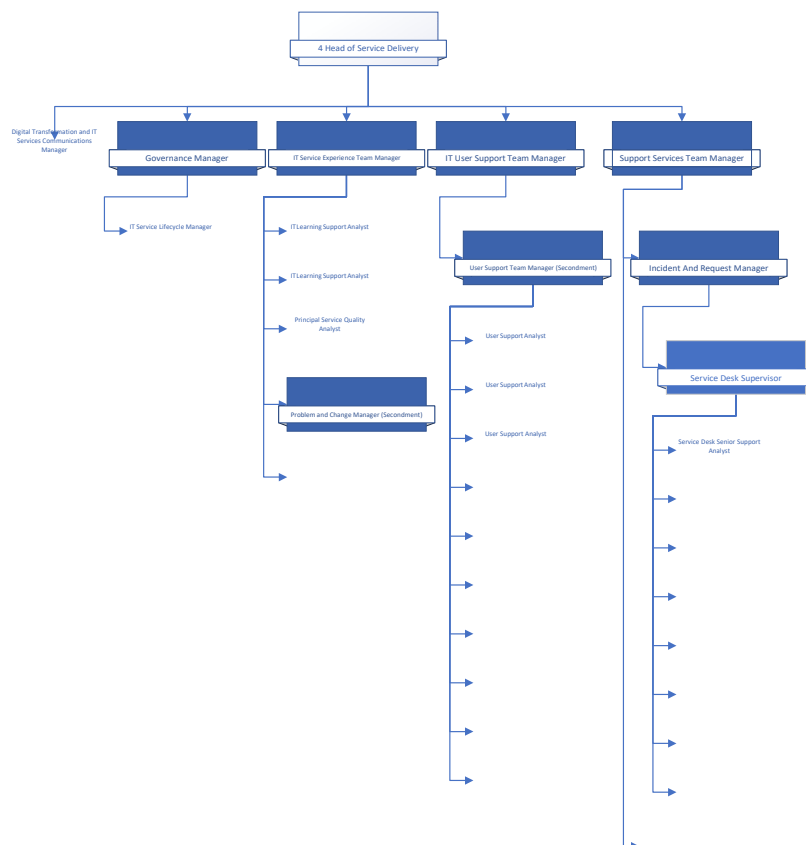 4 Head of Service Delivery
Digital Transformation and IT
Services Communications
Manager
Governance Manager
IT Service Experience Team Manager
IT User Support Team Manager
Support Services Team Manager
IT Service Lifecycle Manager
IT Learning Support Analyst
IT Learning Support Analyst
Principal Service Quality
Analyst
Problem and Change Manager (Secondment)
User Support Team Manager (Secondment)
User Support Analyst
User Support Analyst
User Support Analyst
Incident And Request Manager
Service Desk Supervisor
Service Desk Senior Support
Analyst